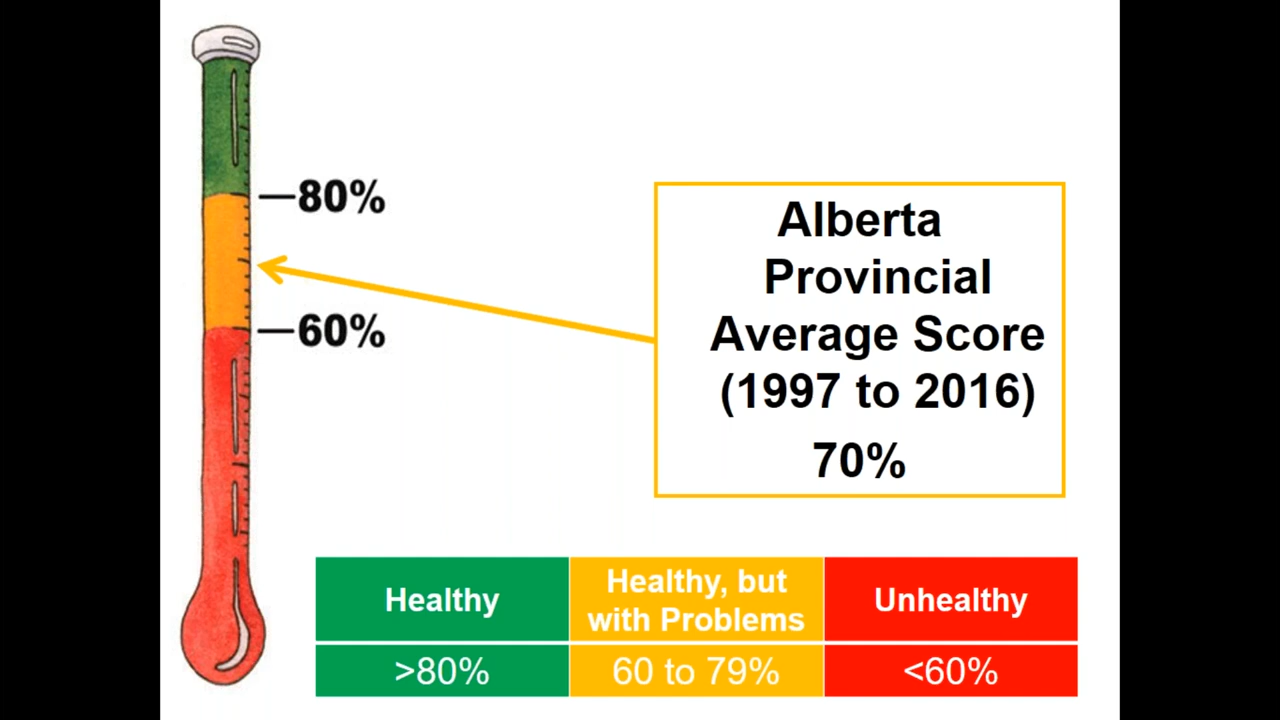 80%
60%
Alberta
Provincial
Average Score
(1997 to 2016)
70%
Healthy
Healthy, but
with Problems
Unhealthy
>80%
60 to 79%
<60%